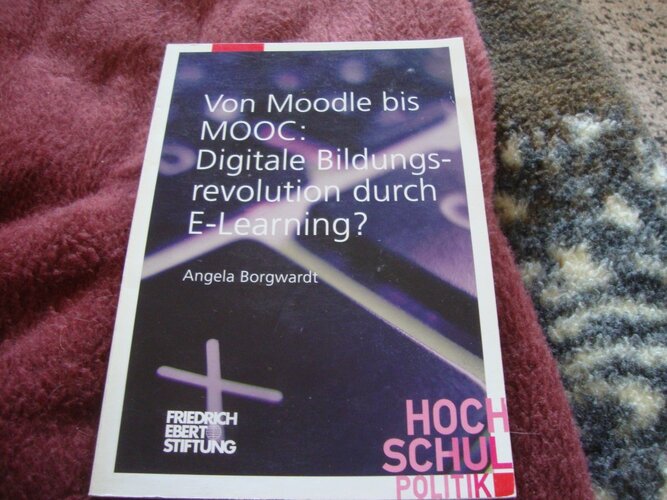 Von Moodle bis
MOOC:
Digitale Bildungs-
revolution durch
E-Learning?
Angela Borgwardt
FRIEDRICH
EBERT
STIFTUNG
HOCH
SCHUL
POLITIK